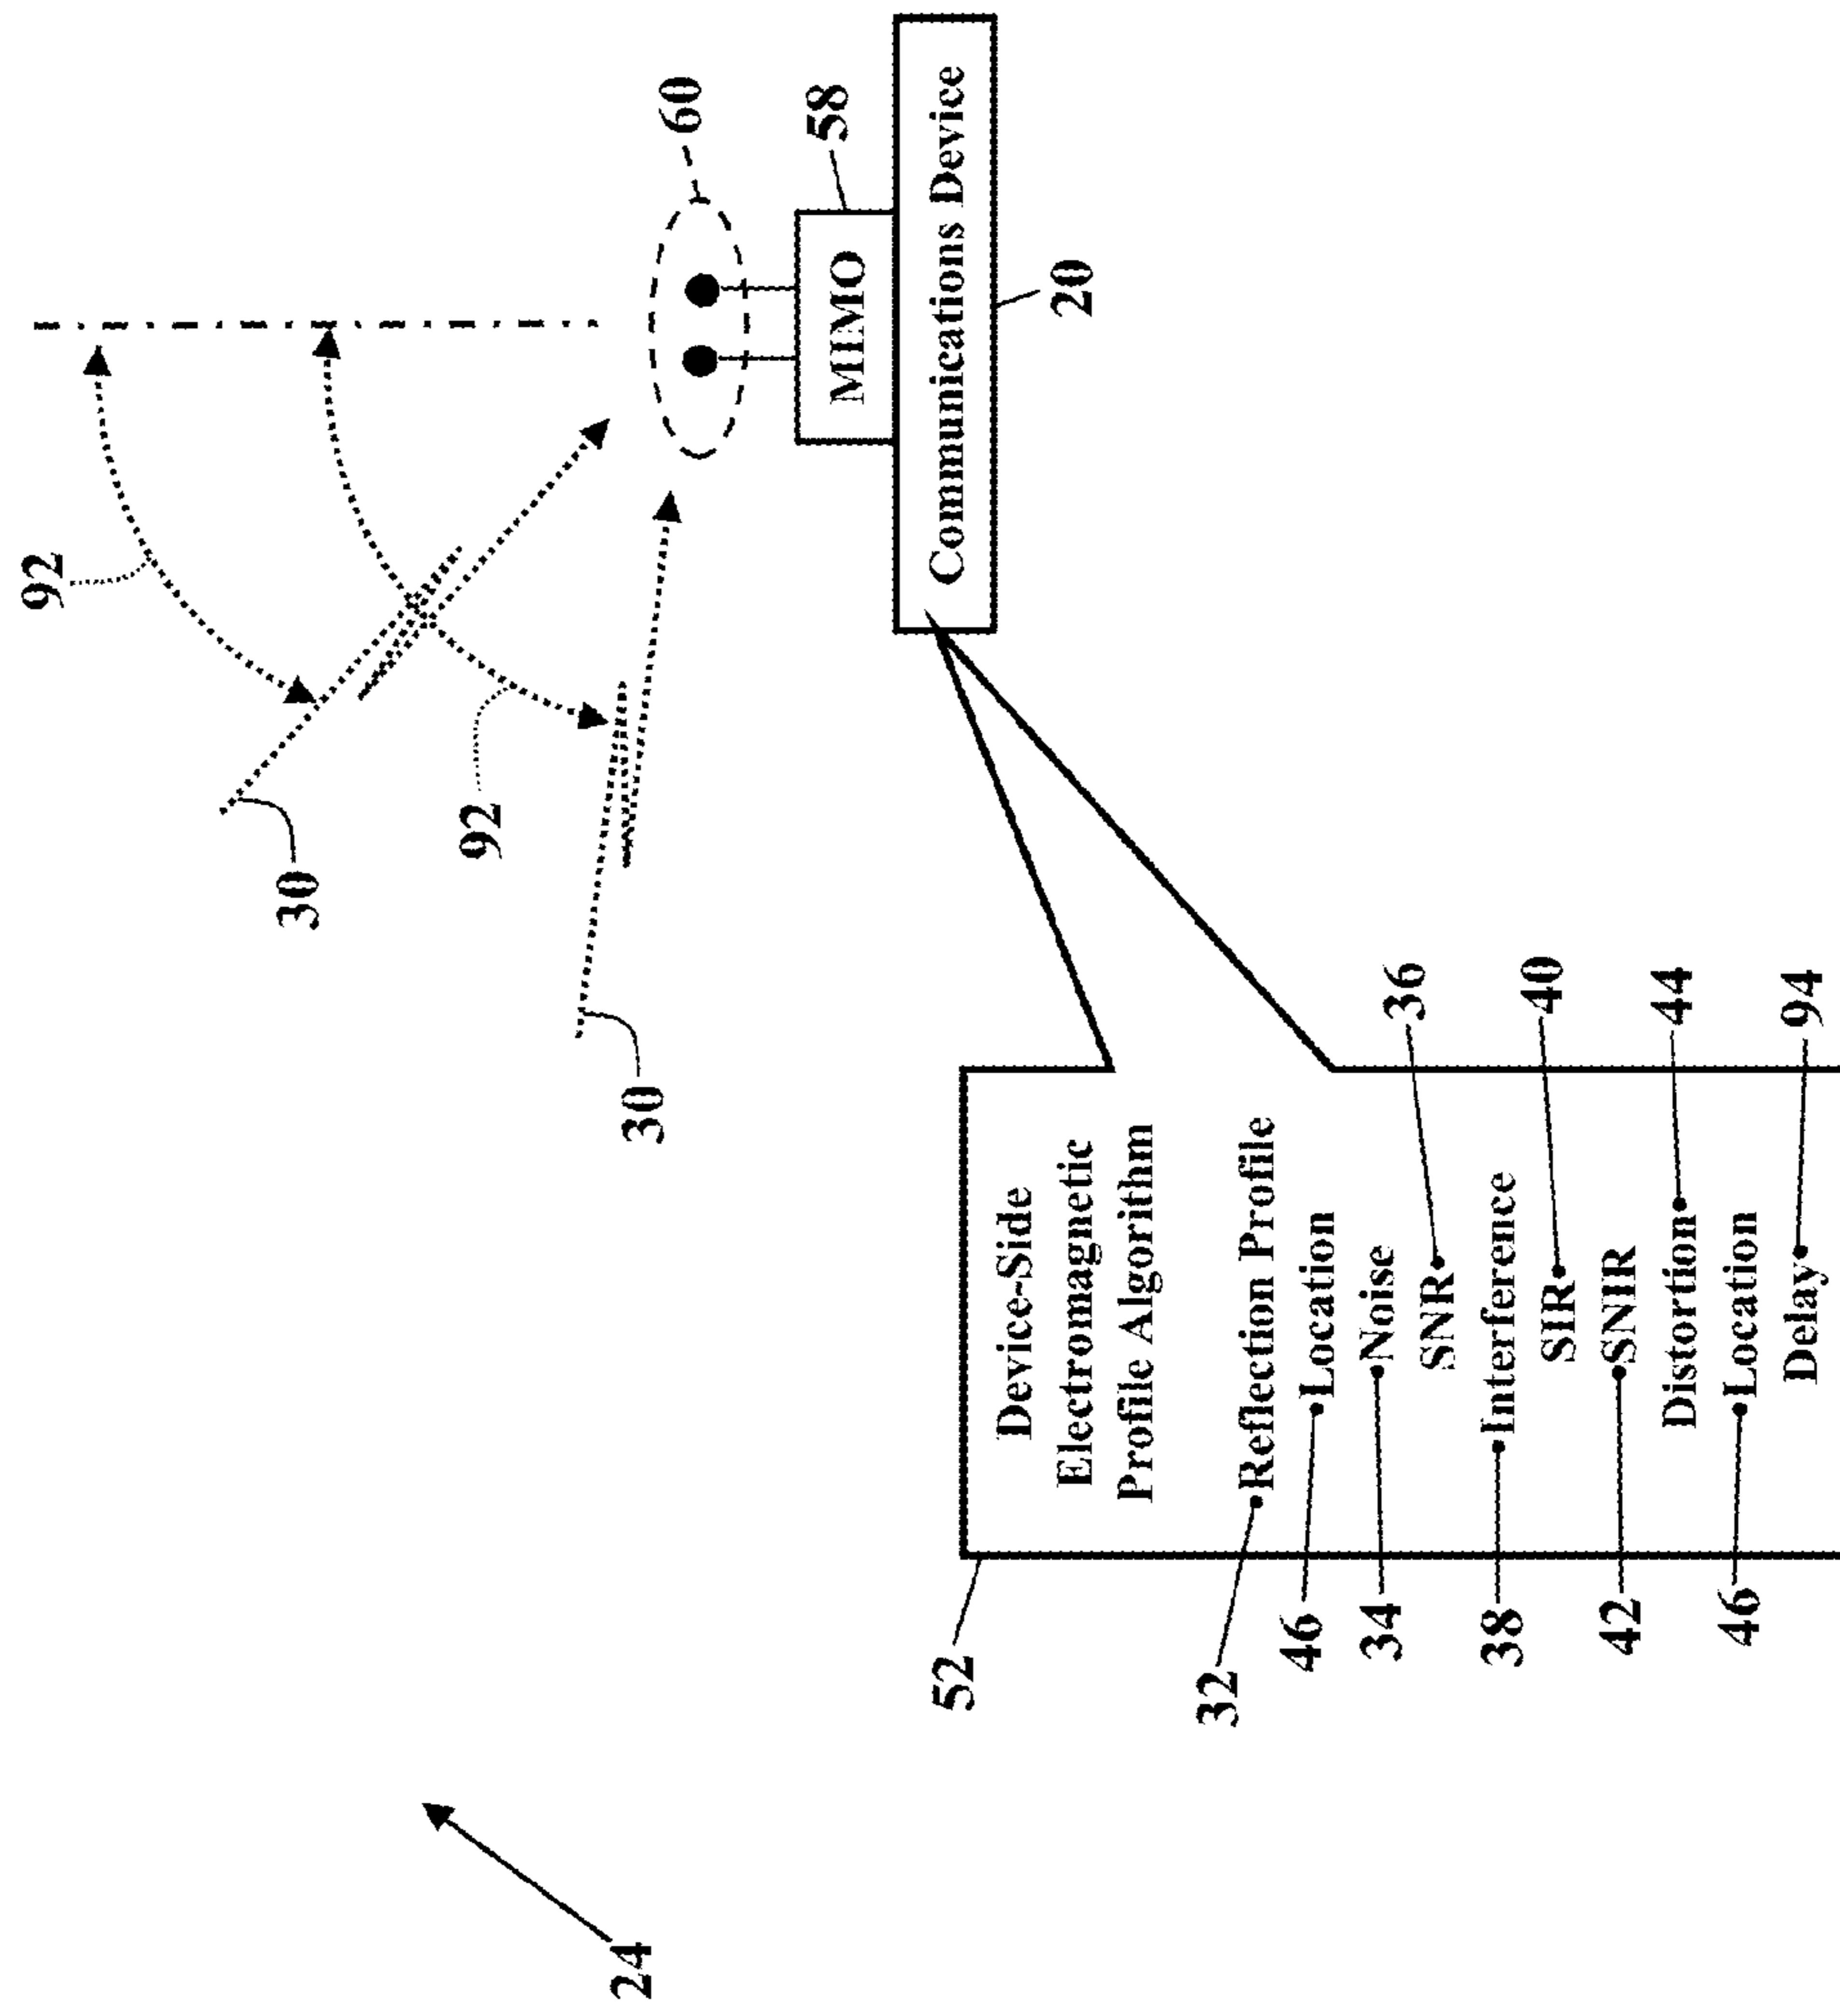 24
92
30
92
30
60
MIMO
58
Communications Device
20
52
Device-Side
Electromagnetic
Profile Algorithm
32 Reflection Profile
46 Location
34 Noise
SNR 36
38 Interference
SIR 40
42 SNIR
Distortion 44
46 Location
Delay 94